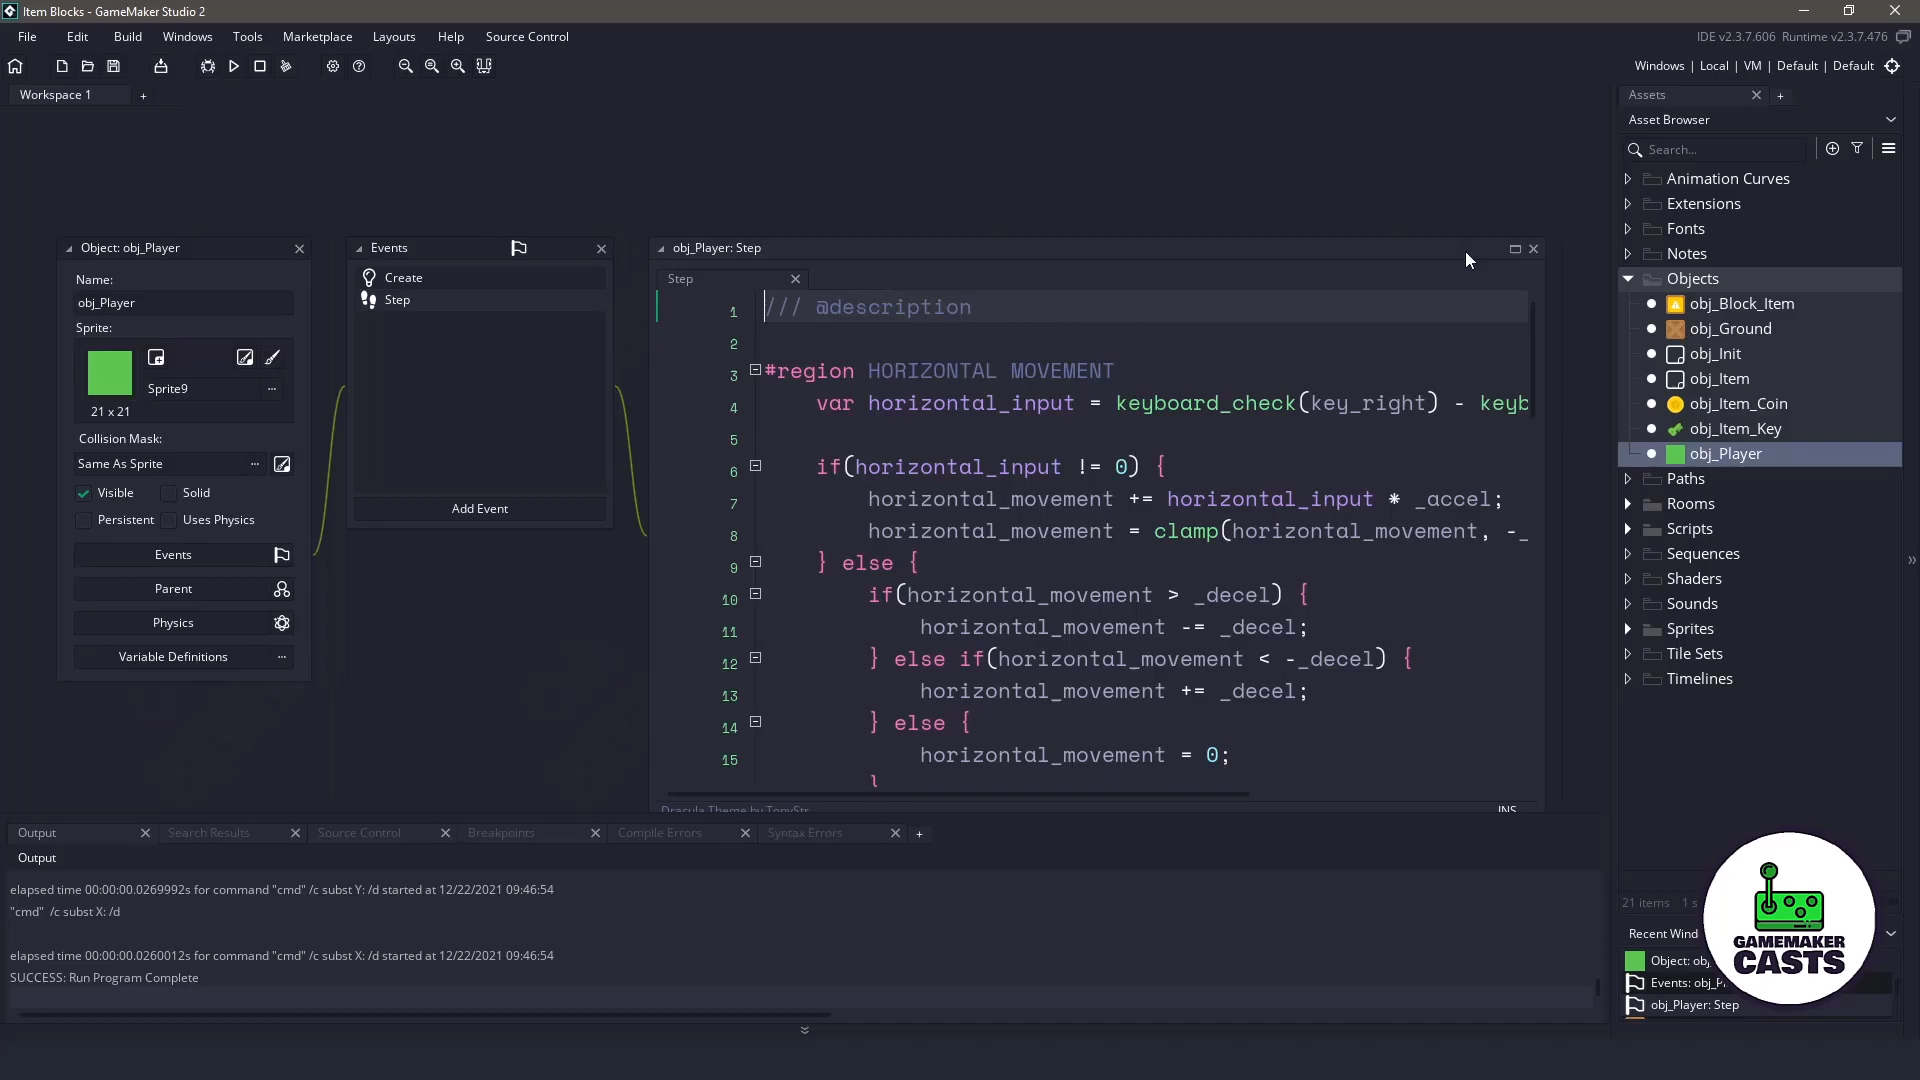 Item Blocks - GameMaker Studio 2
File Edit Build Windows Tools Marketplace Layouts Help Source Control
IDE v2.3.7.606 Runtime v2.3.7.476
Windows | Local | VM | Default | Default
Workspace 1
Assets
Asset Browser
Search...
Animation Curves
Extensions
Fonts
Notes
Objects
obj_Block_Item
obj_Ground
obj_Init
obj_Item
obj_Item_Coin
obj_Item_Key
obj_Player
Paths
Rooms
Scripts
Sequences
Shaders
Sounds
Sprites
Tile Sets
Timelines
21 items 1 s
Recent Wind
Object: obj
Events: obj_P
obj_Player: Step
GAMEMAKER
CASTS
Object: obj_Player
Name:
obj_Player
Sprite:
Sprite9
21 x 21
Collision Mask:
Same As Sprite
Visible Solid
Persistent Uses Physics
Events
Parent
Physics
Variable Definitions
Events
Create
Step
Add Event
obj_Player: Step
Step
1 /// @description
2
3 #region HORIZONTAL MOVEMENT
4 var horizontal_input = keyboard_check(key_right) - keyb
5
6 if(horizontal_input != 0) {
7 horizontal_movement += horizontal_input * _accel;
8 horizontal_movement = clamp(horizontal_movement, -_
9 } else {
10 if(horizontal_movement > _decel) {
11 horizontal_movement -= _decel;
12 } else if(horizontal_movement < -_decel) {
13 horizontal_movement += _decel;
14 } else {
15 horizontal_movement = 0;
}
Dracula Theme by TonyStr
INS
Output Search Results Source Control Breakpoints Compile Errors Syntax Errors
Output
elapsed time 00:00:00.0269992s for command "cmd" /c subst Y: /d started at 12/22/2021 09:46:54
"cmd" /c subst X: /d
elapsed time 00:00:00.0260012s for command "cmd" /c subst X: /d started at 12/22/2021 09:46:54
SUCCESS: Run Program Complete